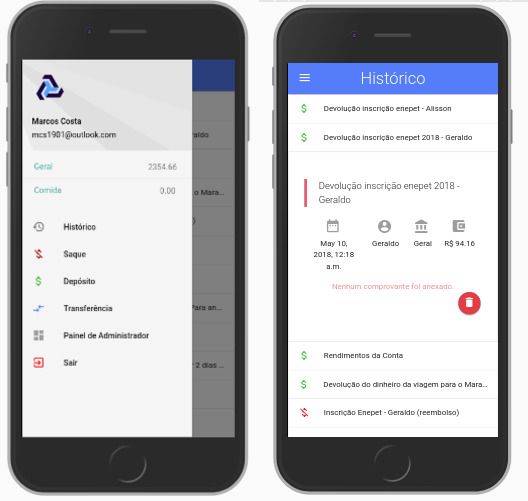 Marcos Costa
mcs1901@outlook.com
Geral 2354.66
Comida 0.00
Histórico
Saque
Depósito
Transferência
Painel de Administrador
Sair
raldo
o Mara...
)
Para an...
2 dias ...
Histórico
Devolução inscrição enepet - Alisson
Devolução inscrição enepet 2018 - Geraldo
Devolução inscrição enepet 2018 -
Geraldo
May 10, Geraldo Geral R$ 94.16
2018, 12:18
a.m.
Nenhum comprovante foi anexado.
Rendimentos da Conta
Devolução do dinheiro da viagem para o Mara...
Inscrição Enepet - Geraldo (reembolso)